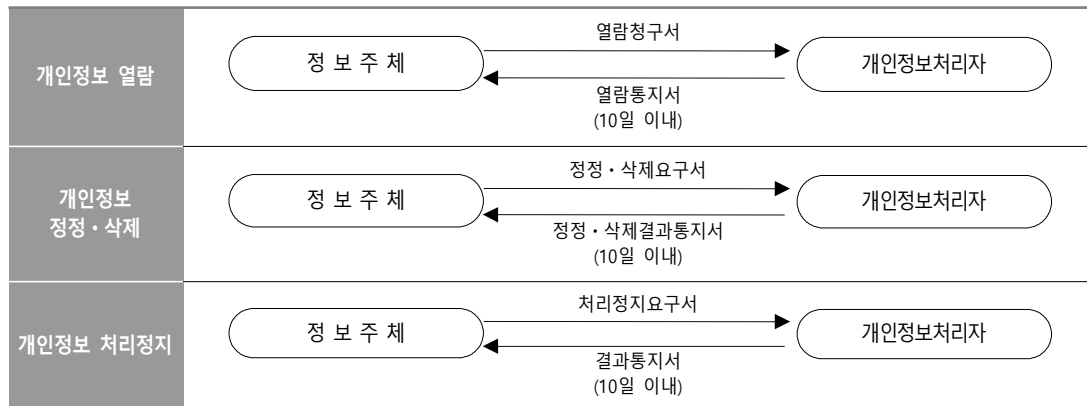 개인정보 열람
정 보 주 체
열람청구서
열람통지서
(10일 이내)
개인정보처리자
개인정보
정정·삭제
정 보 주 체
정정·삭제요구서
정정·삭제결과통지서
(10일 이내)
개인정보처리자
개인정보 처리정지
정 보 주 체
처리정지요구서
결과통지서
(10일 이내)
개인정보처리자